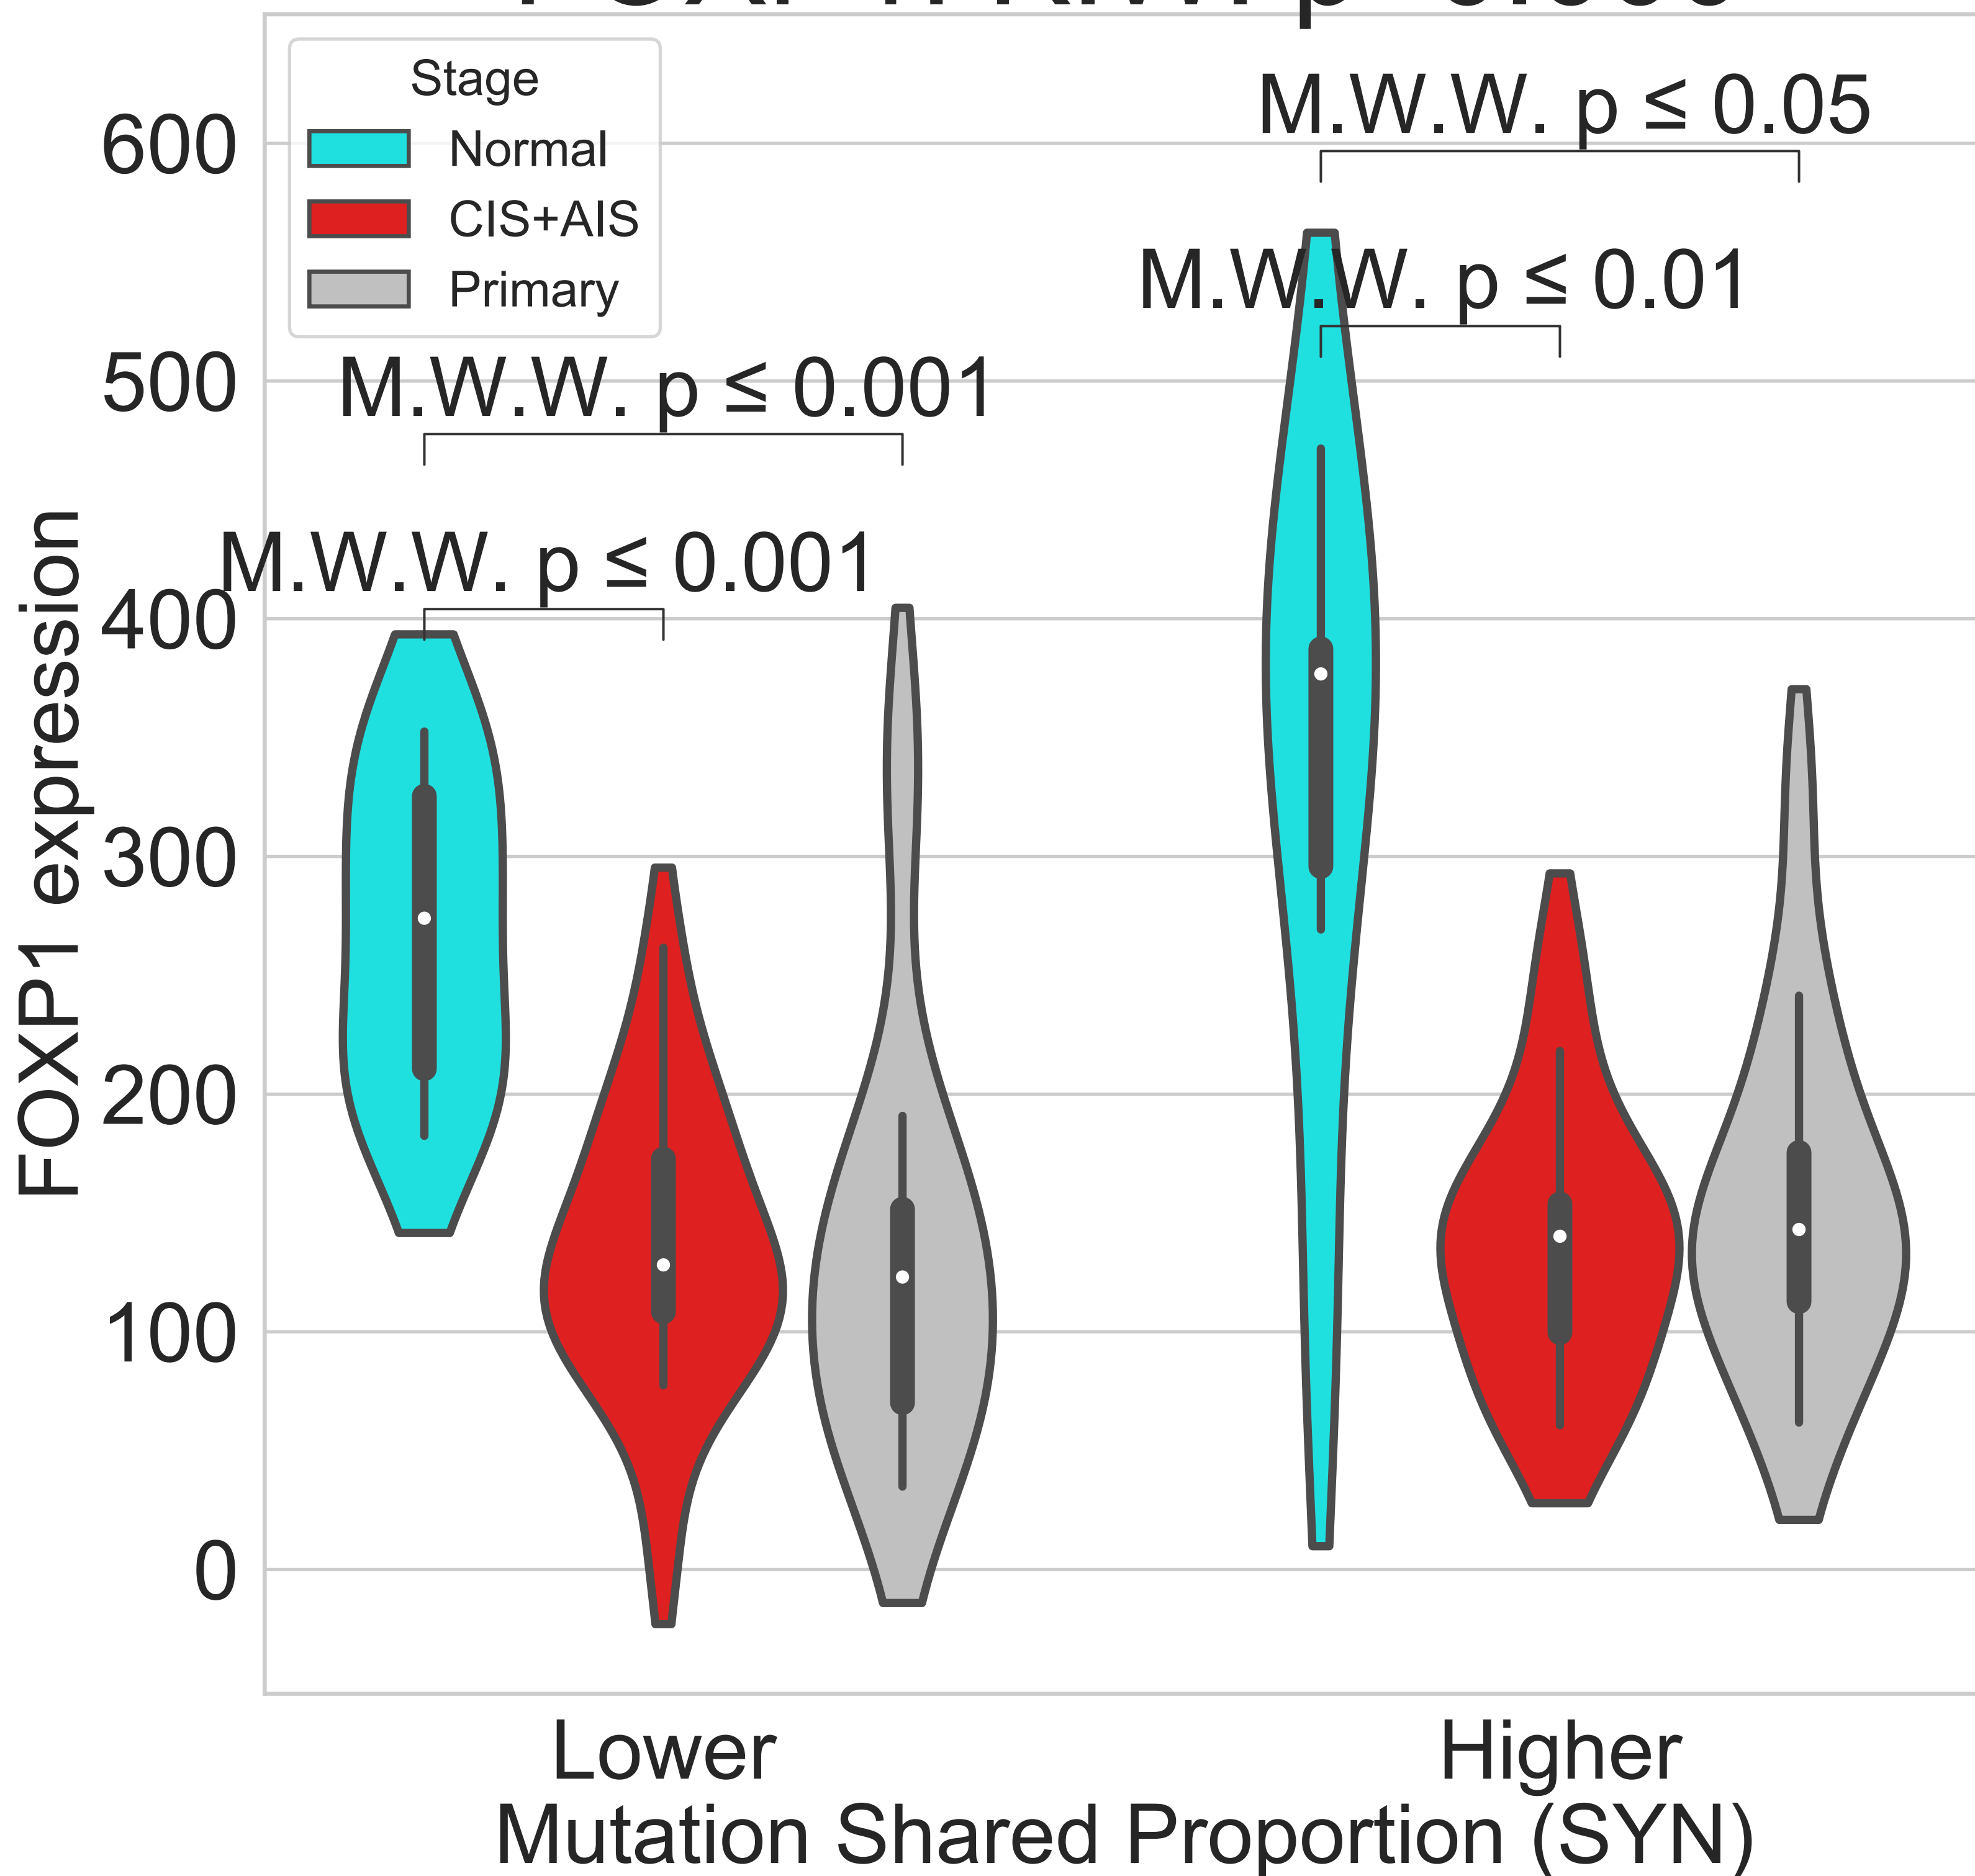 Stage
Normal
CIS+AIS
Primary
M.W.W. p ≤ 0.05
M.W.W. p ≤ 0.01
M.W.W. p ≤ 0.001
M.W.W. p ≤ 0.001
600
500
400
300
200
100
0
FOXP1 expression
Lower
Higher
Mutation Shared Proportion (SYN)